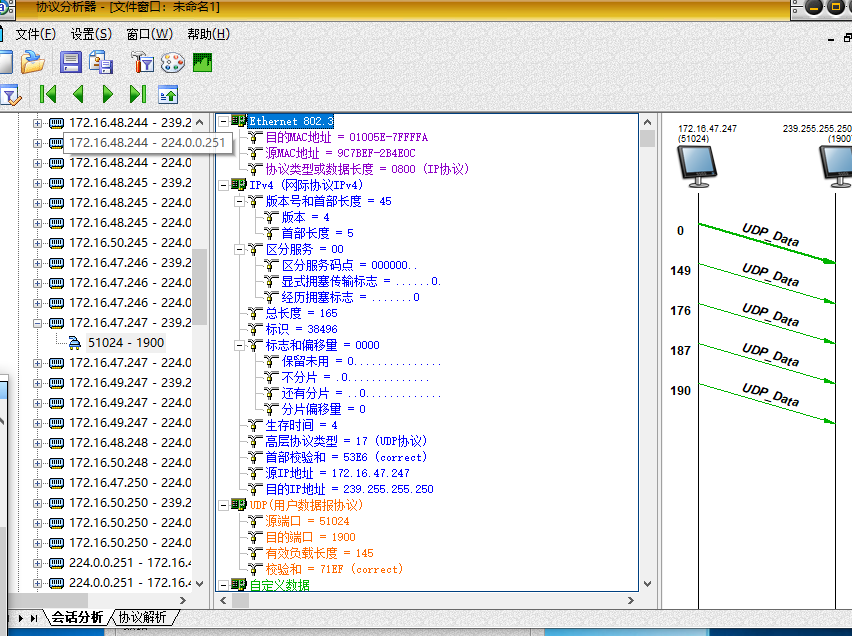 协议分析器 - [文件窗口：未命名1]
文件(F) 设置(S) 窗口(W) 帮助(H)
172.16.48.244 - 239.2
172.16.48.244 - 224.0.0.251
172.16.48.244 - 224.0
172.16.48.245 - 239.2
172.16.48.245 - 224.0
172.16.48.245 - 224.0
172.16.50.245 - 224.0
172.16.47.246 - 239.2
172.16.47.246 - 224.0
172.16.47.246 - 224.0
172.16.47.247 - 239.2
51024 - 1900
172.16.47.247 - 224.0
172.16.49.247 - 239.2
172.16.49.247 - 224.0
172.16.49.247 - 224.0
172.16.48.248 - 224.0
172.16.50.248 - 224.0
172.16.47.250 - 224.0
172.16.50.250 - 239.2
172.16.50.250 - 224.0
172.16.50.250 - 224.0
224.0.0.251 - 172.16.4
224.0.0.251 - 172.16.4
Ethernet 802.3
目的MAC地址 = 01005E-7FFFFA
源MAC地址 = 9C7BEF-2B4E0C
协议类型或数据长度 = 0800 (IP协议)
IPv4 (网际协议IPv4)
版本号和首部长度 = 45
版本 = 4
首部长度 = 5
区分服务 = 00
区分服务码点 = 000000..
显式拥塞传输标志 = ......0.
经历拥塞标志 = .......0
总长度 = 165
标识 = 38496
标志和偏移量 = 0000
保留未用 = 0...............
不分片 = .0..............
还有分片 = ..0.............
分片偏移量 = 0
生存时间 = 4
高层协议类型 = 17 (UDP协议)
首部校验和 = 53E6 (correct)
源IP地址 = 172.16.47.247
目的IP地址 = 239.255.255.250
UDP(用户数据报协议)
源端口 = 51024
目的端口 = 1900
有效负载长度 = 145
校验和 = 71EF (correct)
自定义数据
172.16.47.247 239.255.255.250
(51024) (1900)
0 UDP_Data
149 UDP_Data
176 UDP_Data
187 UDP_Data
190 UDP_Data
会话分析 协议解析